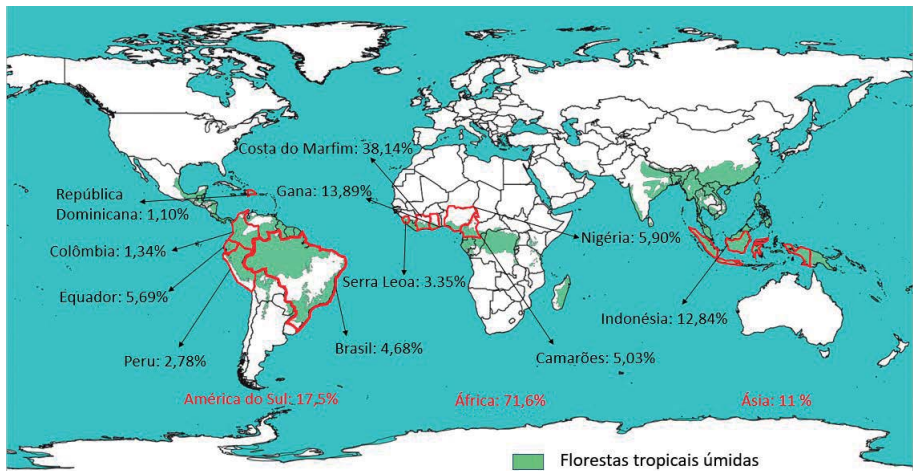 Costa do Marfim: 38,14%
República
Dominicana: 1,10%
Gana: 13,89%
Colômbia: 1,34%
Nigéria: 5,90%
Equador: 5,69%
Serra Leoa: 3.35%
Indonésia: 12,84%
Peru: 2,78%
Brasil: 4,68%
Camarões: 5,03%
América do Sul: 17,5%
África: 71,6%
Ásia: 11 %
Florestas tropicais úmidas